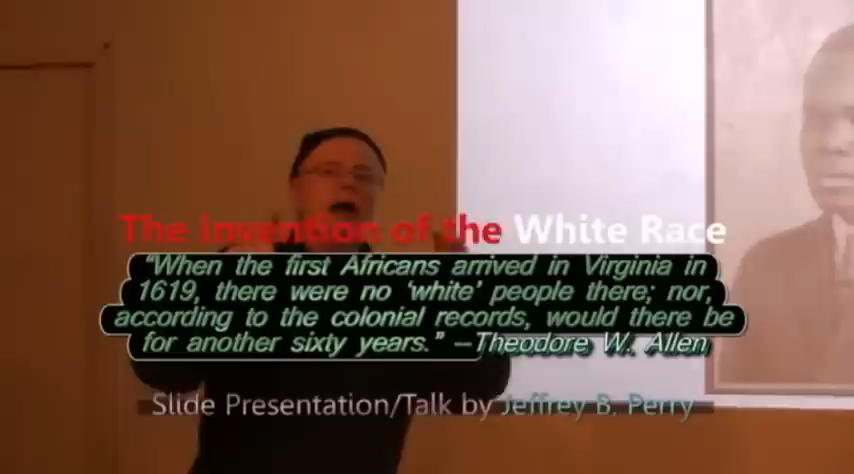 The Invention of the White Race
"When the first Africans arrived in Virginia in
1619, there were no 'white' people there; nor,
according to the colonial records, would there be
for another sixty years." –Theodore W. Allen
Slide Presentation/Talk by Jeffrey B. Perry